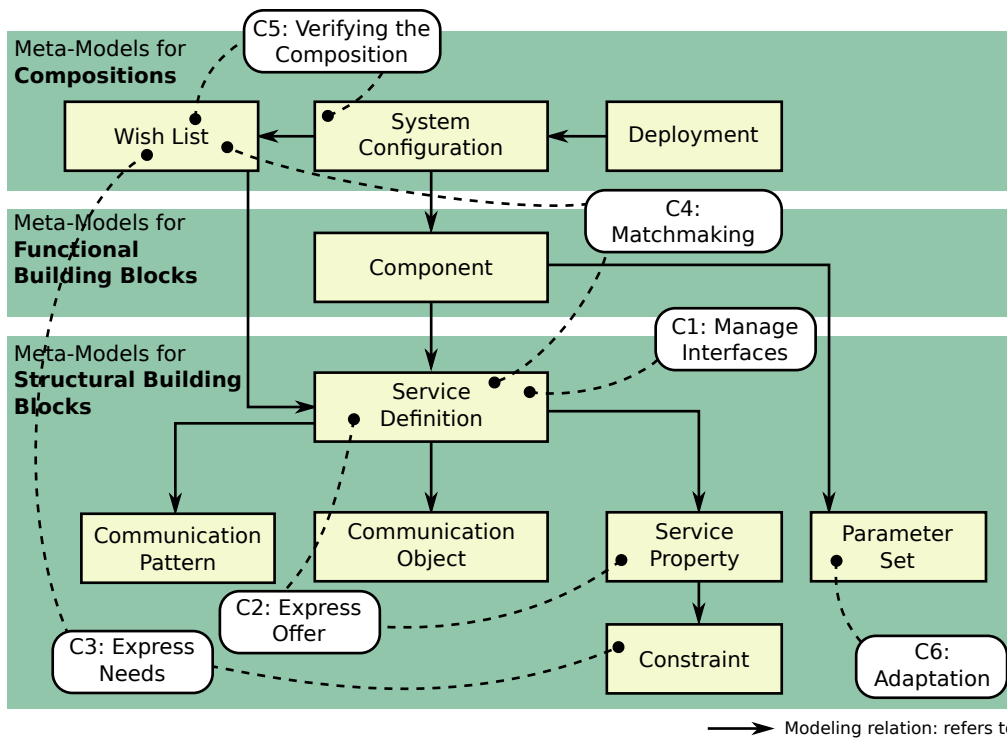 C5: Verifying the
Composition
Meta-Models for
Compositions
Wish List
System
Configuration
Deployment
C4:
Matchmaking
Meta-Models for
Functional
Building Blocks
Component
C1: Manage
Interfaces
Meta-Models for
Structural Building
Blocks
Service
Definition
Communication
Pattern
Communication
Object
Service
Property
Parameter
Set
C2: Express
Offer
C3: Express
Needs
Constraint
C6:
Adaptation
Modeling relation: refers to